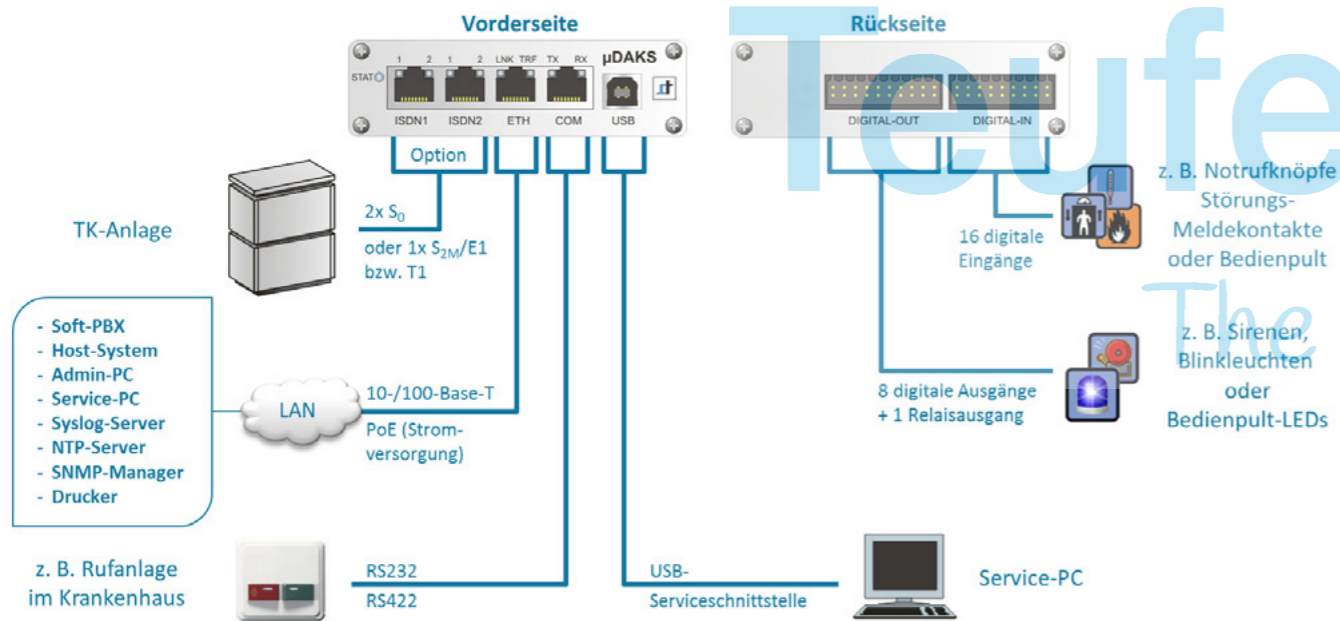 Vorderseite
Rückseite
Teufe
1 2 1 2 LNK TRF TX RX µDAKS
STAT
ISDN1 ISDN2 ETH COM USB
DIGITAL-OUT DIGITAL-IN
Option
TK-Anlage
2x S₀
oder 1x S₂ₘ/E1
bzw. T1
16 digitale
Eingänge
z. B. Notrufknöpfe
Störungs-
Meldekontakte
oder Bedienpult
The
- Soft-PBX
- Host-System
- Admin-PC
- Service-PC
- Syslog-Server
- NTP-Server
- SNMP-Manager
- Drucker
LAN
10-/100-Base-T
PoE (Strom-
versorgung)
8 digitale Ausgänge
+ 1 Relaisausgang
z. B. Sirenen,
Blinkleuchten
oder
Bedienpult-LEDs
z. B. Rufanlage
im Krankenhaus
RS232
RS422
USB-
Serviceschnittstelle
Service-PC